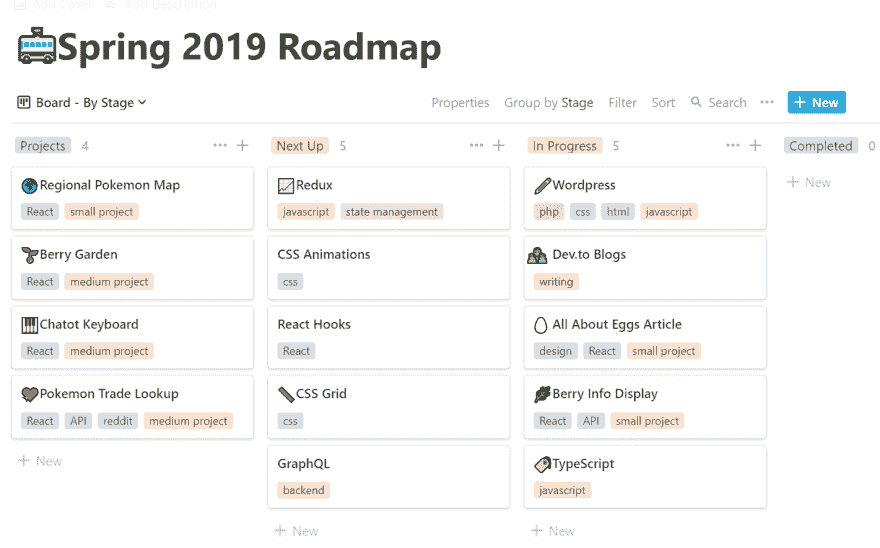 Add Cover Add Description
Spring 2019 Roadmap
Board - By Stage Properties Group by Stage Filter Sort Search ... + New
Projects 4 ... +
Regional Pokemon Map
React small project
Berry Garden
React medium project
Chatot Keyboard
React medium project
Pokemon Trade Lookup
React API reddit medium project
+ New
Next Up 5 ... +
Redux
javascript state management
CSS Animations
css
React Hooks
React
CSS Grid
css
GraphQL
backend
+ New
In Progress 5 ... +
Wordpress
php css html javascript
Dev.to Blogs
writing
All About Eggs Article
design React small project
Berry Info Display
React API small project
TypeScript
javascript
+ New
Completed 0
+ New